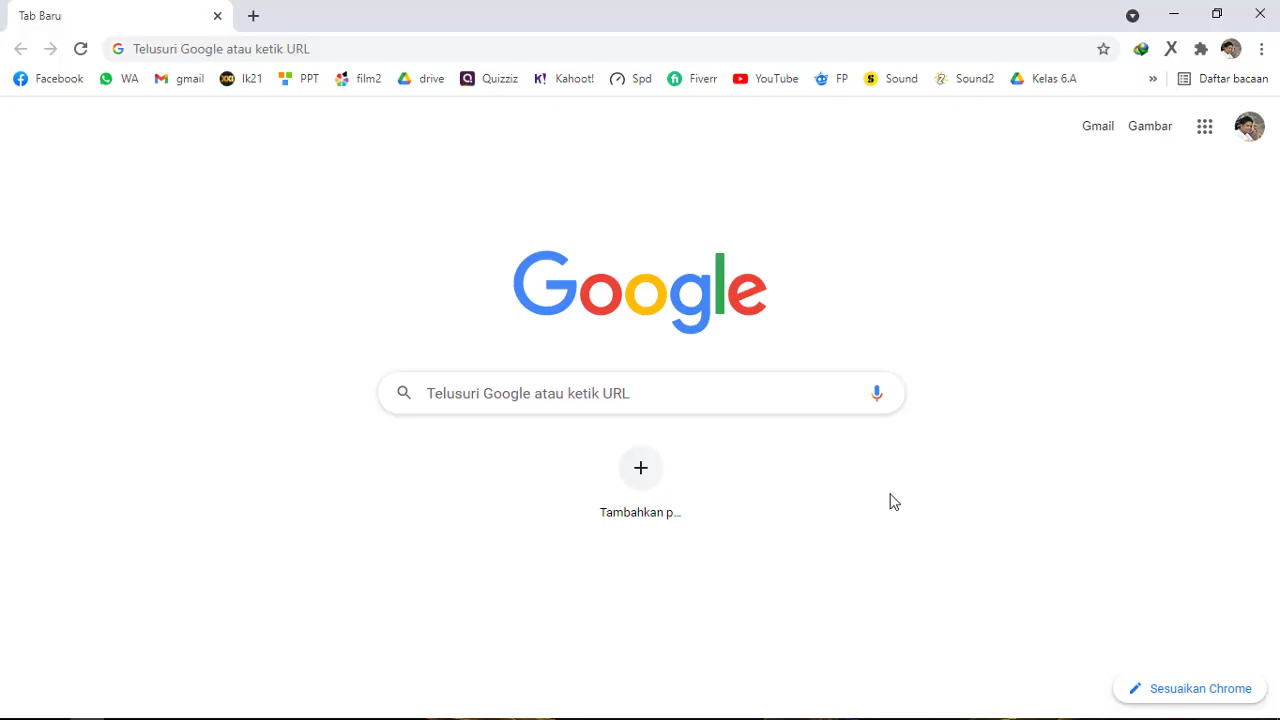 Tab Baru
Telusuri Google atau ketik URL
Facebook WA gmail lk21 PPT film2 drive Quizziz Kahoot! Spd Fiverr YouTube FP Sound Sound2 Kelas 6.A » Daftar bacaan
Gmail Gambar
Google
Telusuri Google atau ketik URL
Tambahkan p...
Sesuaikan Chrome